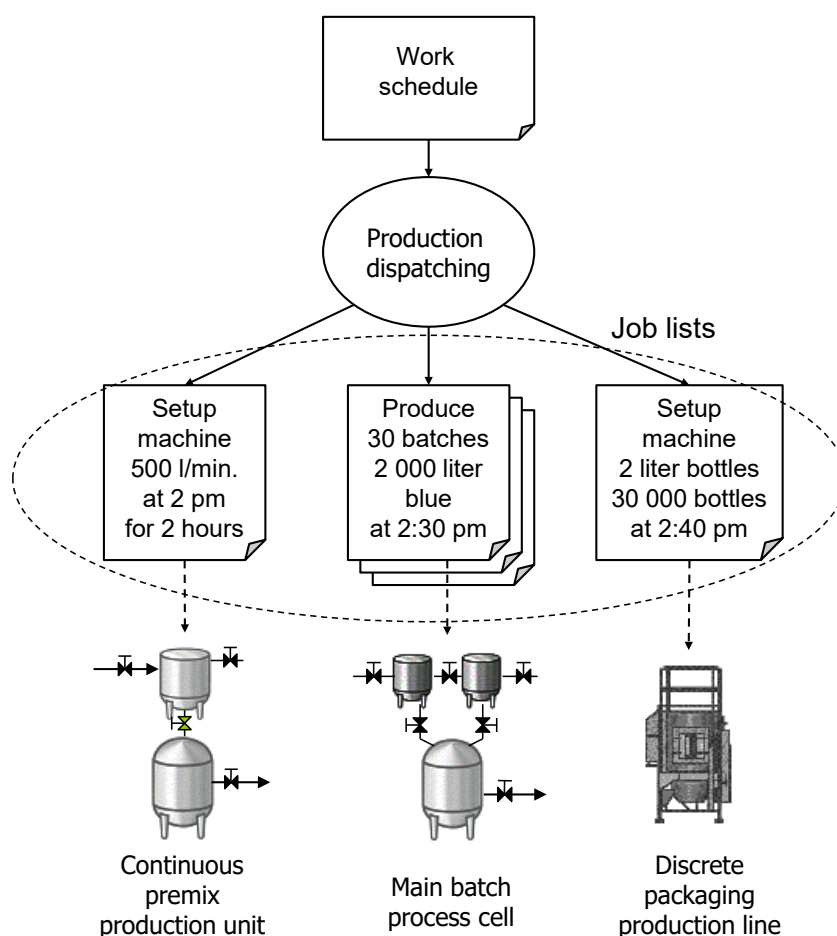 Work
schedule
Production
dispatching
Job lists
Setup
machine
500 l/min.
at 2 pm
for 2 hours
Produce
30 batches
2 000 liter
blue
at 2:30 pm
Setup
machine
2 liter bottles
30 000 bottles
at 2:40 pm
Continuous
premix
production unit
Main batch
process cell
Discrete
packaging
production line